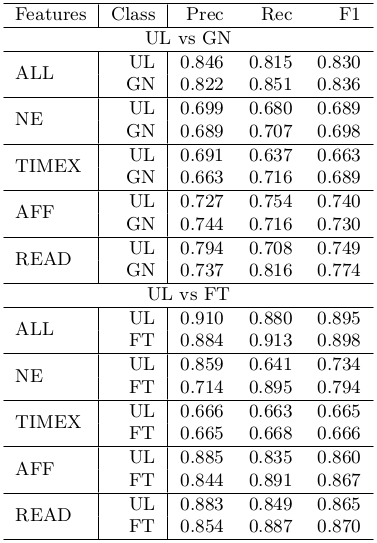 Features Class Prec Rec F1
UL vs GN
ALL UL 0.846 0.815 0.830
GN 0.822 0.851 0.836
NE UL 0.699 0.680 0.689
GN 0.689 0.707 0.698
TIMEX UL 0.691 0.637 0.663
GN 0.663 0.716 0.689
AFF UL 0.727 0.754 0.740
GN 0.744 0.716 0.730
READ UL 0.794 0.708 0.749
GN 0.737 0.816 0.774
UL vs FT
ALL UL 0.910 0.880 0.895
FT 0.884 0.913 0.898
NE UL 0.859 0.641 0.734
FT 0.714 0.895 0.794
TIMEX UL 0.666 0.663 0.665
FT 0.665 0.668 0.666
AFF UL 0.885 0.835 0.860
FT 0.844 0.891 0.867
READ UL 0.883 0.849 0.865
FT 0.854 0.887 0.870